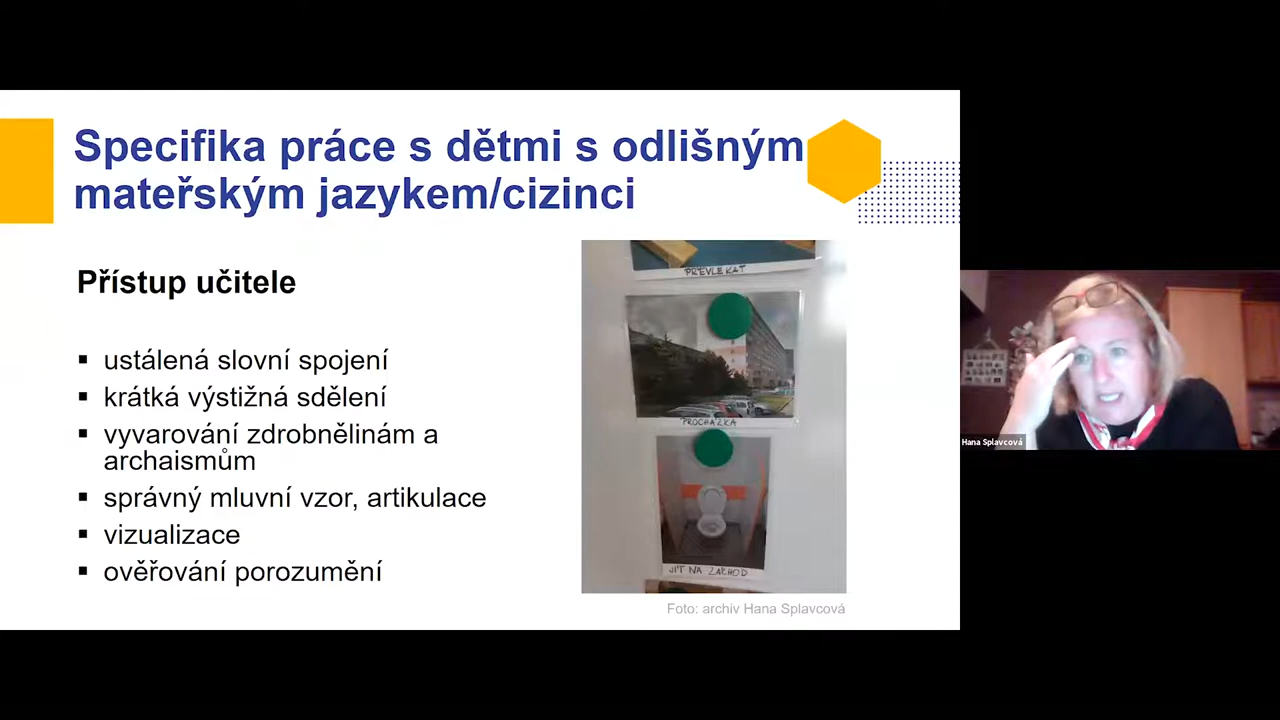 Specifika práce s dětmi s odlišným
mateřským jazykem/cizinci
Přístup učitele
▪ ustálená slovní spojení
▪ krátká výstižná sdělení
▪ vyvarování zdrobnělinám a
archaismům
▪ správný mluvní vzor, artikulace
▪ vizualizace
▪ ověřování porozumění
PŘEVLÉKAT
PROCHÁZKA
JÍT NA ZÁCHOD
Foto: archiv Hana Splavcová
Hana Splavcová